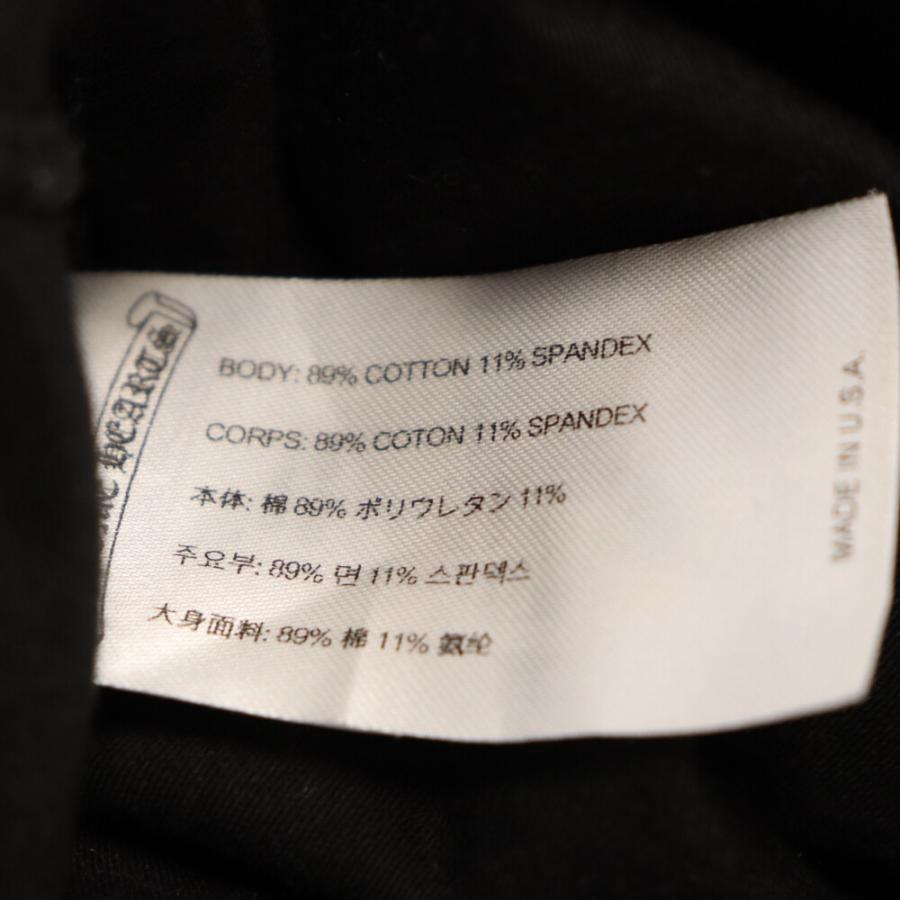 HEARTS
BODY: 89% COTTON 11% SPANDEX
CORPS: 89% COTON 11% SPANDEX
本体: 棉 89% ポリウレタン 11%
주요부: 89% 면 11% 스판덱스
大身面料: 89% 棉 11% 氨纶
MADE IN U.S.A.